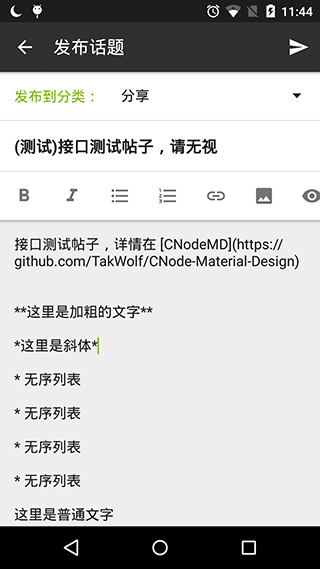 11:44
发布话题
发布到分类： 分享
(测试)接口测试帖子，请无视
B I
接口测试帖子，详情在 [CNodeMD](https://
github.com/TakWolf/CNode-Material-Design)
**这里是加粗的文字**
*这里是斜体*
* 无序列表
* 无序列表
* 无序列表
* 无序列表
这里是普通文字